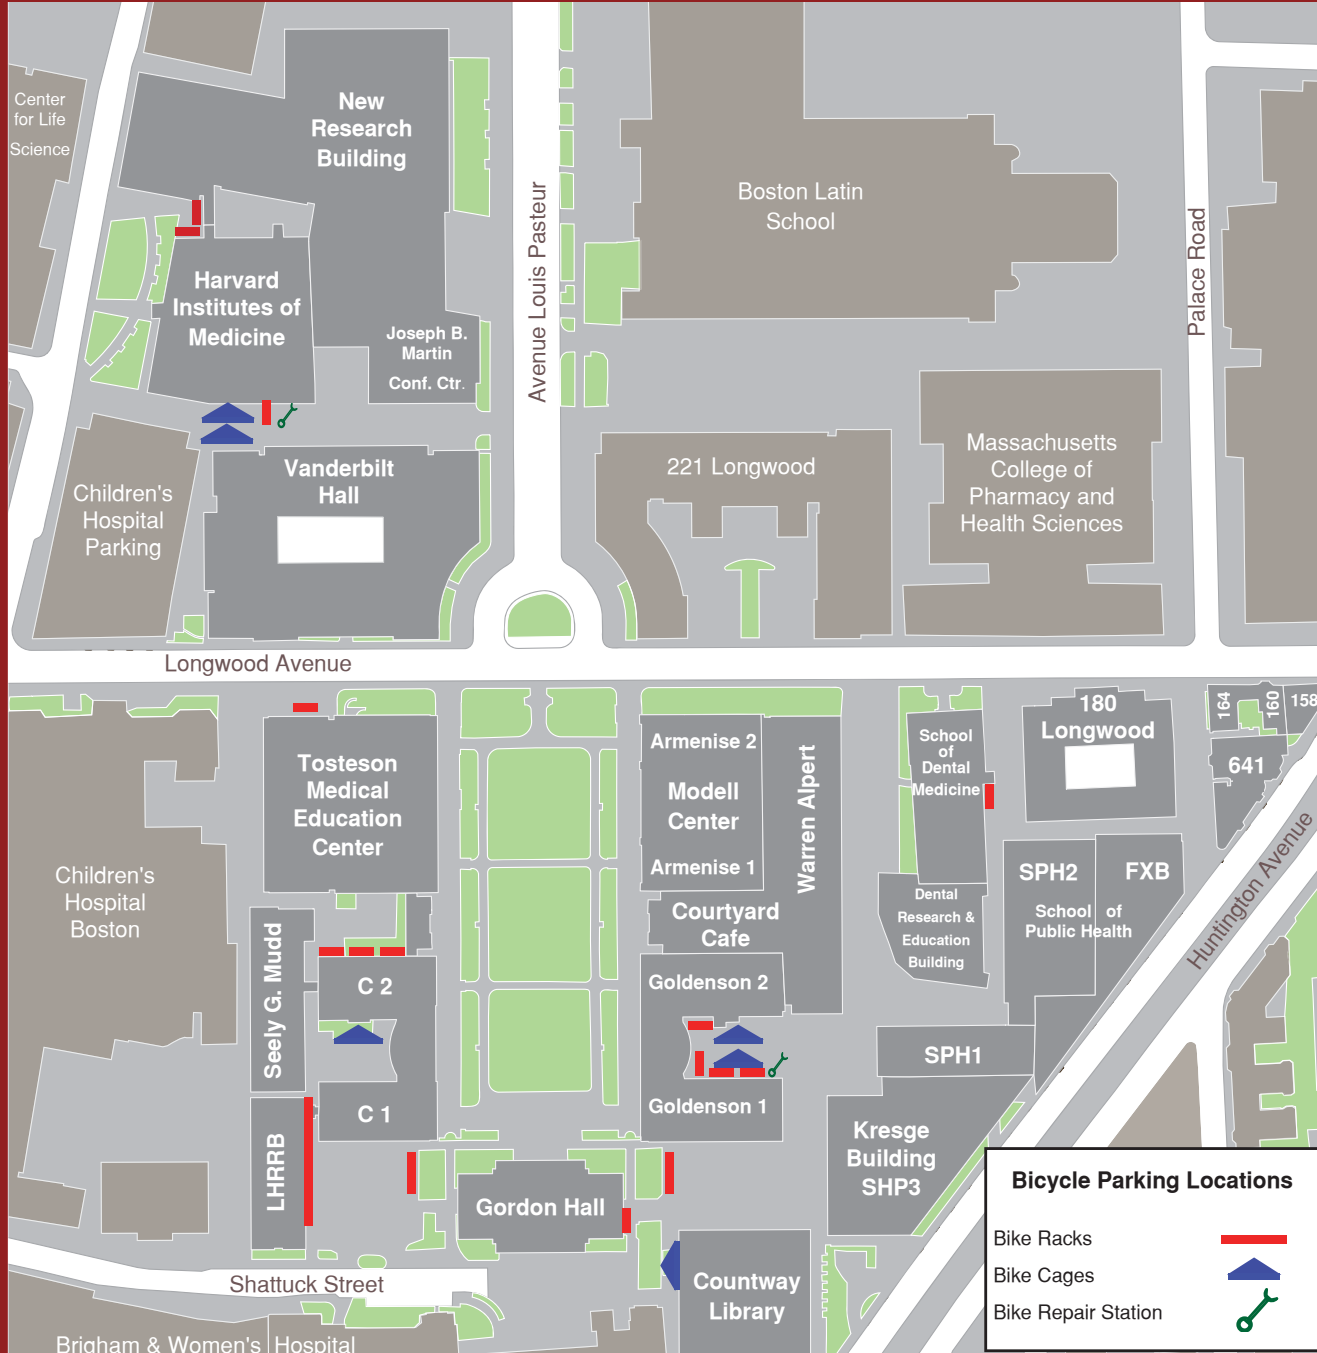 Center
for Life
Science
New
Research
Building
Avenue Louis Pasteur
Boston Latin
School
Palace Road
Harvard
Institutes of
Medicine
Joseph B.
Martin
Conf. Ctr.
Children's
Hospital
Parking
Vanderbilt
Hall
221 Longwood
Massachusetts
College of
Pharmacy and
Health Sciences
Longwood Avenue
Children's
Hospital
Boston
Tosteson
Medical
Education
Center
Armenise 2
Modell
Center
Armenise 1
Warren Alpert
Courtyard
Cafe
School
of
Dental
Medicine
Dental
Research &
Education
Building
180
Longwood
164
160
158
641
SPH2
FXB
School of
Public Health
Huntington Avenue
Seely G. Mudd
C 2
C 1
LHRRB
Goldenson 2
Goldenson 1
SPH1
Kresge
Building
SHP3
Gordon Hall
Countway
Library
Shattuck Street
Brigham & Women's Hospital
Bicycle Parking Locations
Bike Racks
Bike Cages
Bike Repair Station